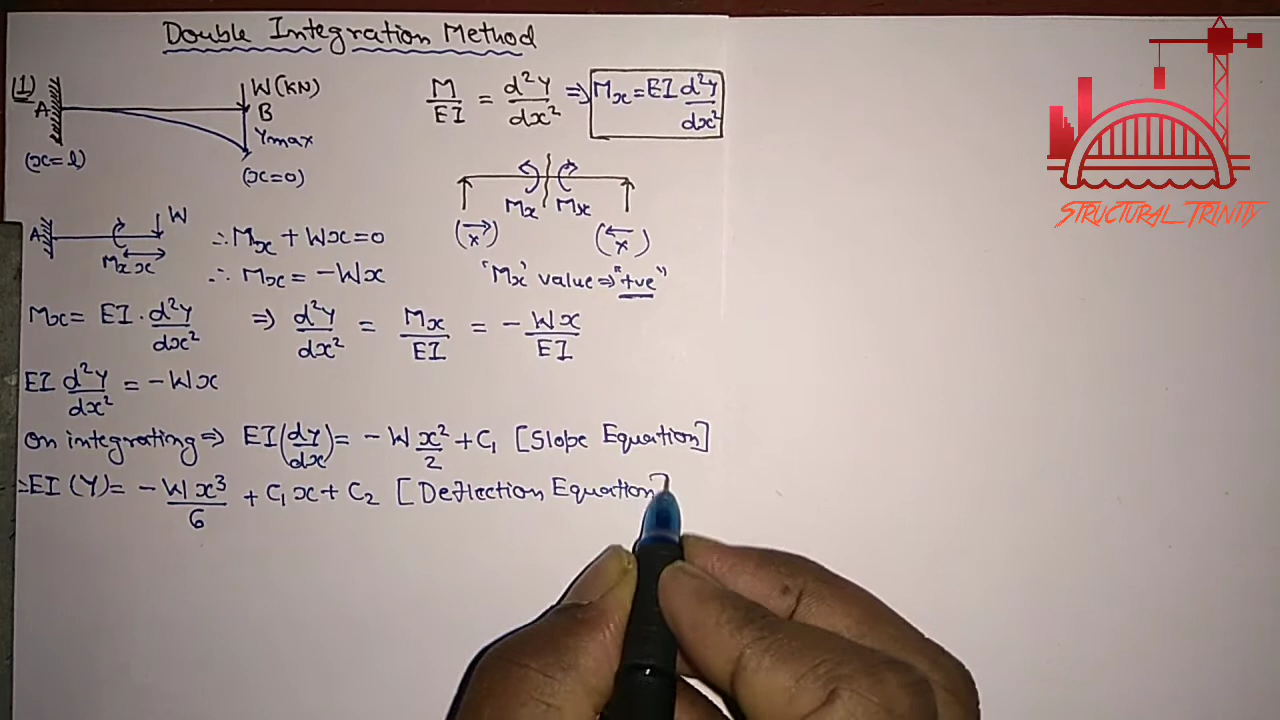 Double Integration Method
(1)
W(KN)
A
B
Ymax
(x=l)
(x=0)
M/EI = d²y/dx² ⇒ Mx = EI d²y/dx²
Mx Mx
(→x) (←x)
'Mx' value ⇒ "+ve"
A
W
Mx x
∴ Mx + Wx = 0
∴ Mx = -Wx
Mx = EI · d²y/dx² ⇒ d²y/dx² = Mx/EI = - Wx/EI
EI d²y/dx² = -Wx
on integrating ⇒ EI(dy/dx) = - W x²/2 + C₁ [Slope Equation]
⇒ EI (Y) = - Wx³/6 + C₁x + C₂ [Deflection Equation]
STRUCTURAL_TRINITY